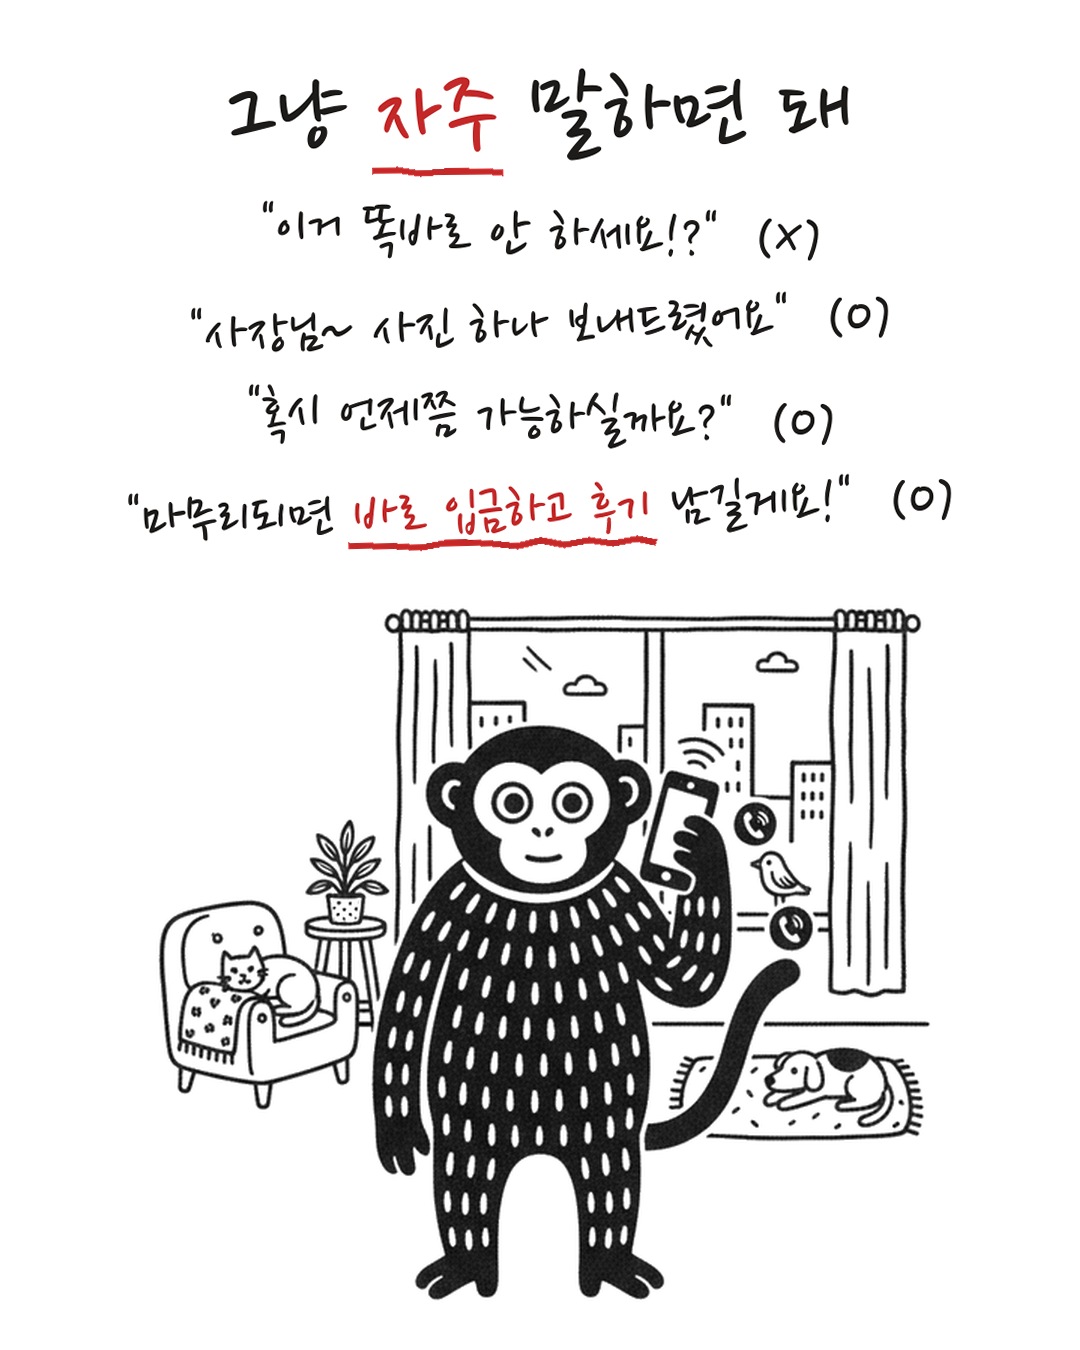 그냥 자주 말하면 돼
"이거 똑바로 안 하세요!?" (X)
"사장님~ 사진 하나 보내드렸어요" (O)
"혹시 언제쯤 가능하실까요?" (O)
"마무리되면 바로 입금하고 후기 남길게요!" (O)